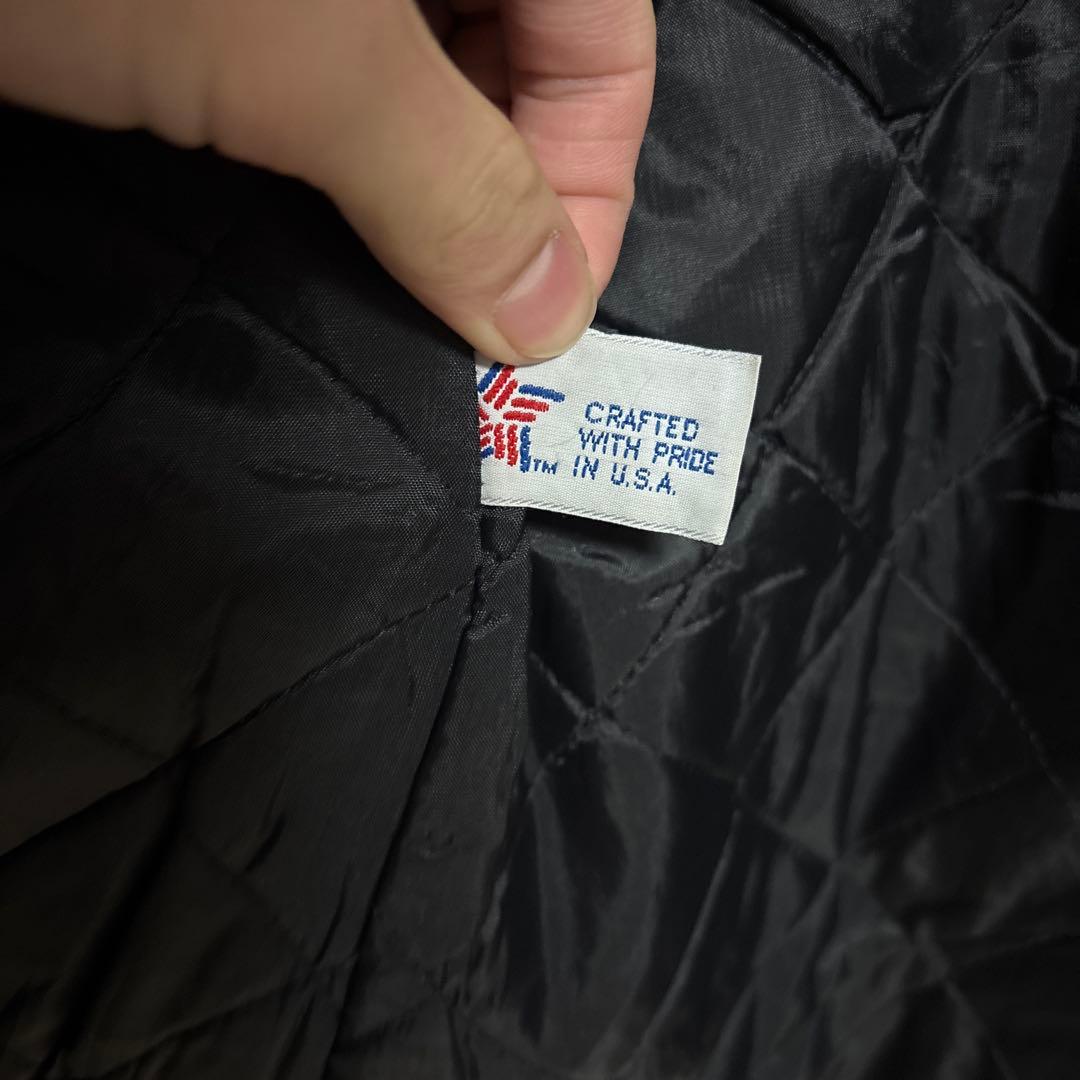 CRAFTED
WITH PRIDE
IN U.S.A.
TM